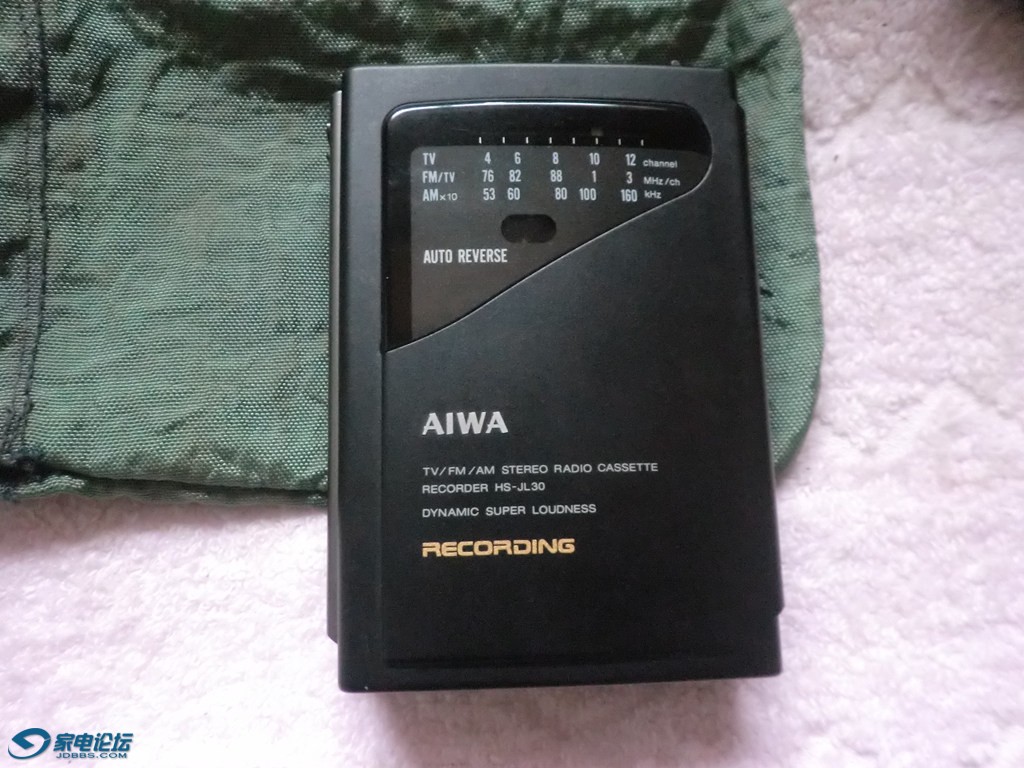 TV 4 6 8 10 12 channel
FM/TV 76 82 88 1 3 MHz/ch
AM×10 53 60 80 100 160 kHz
AUTO REVERSE
AIWA
TV/FM/AM STEREO RADIO CASSETTE
RECORDER HS-JL30
DYNAMIC SUPER LOUDNESS
RECORDING
家电论坛
JDBBS.COM